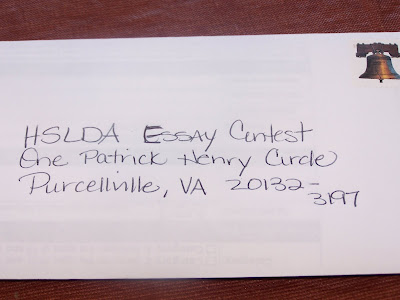 HSLDA Essay Contest
One Patrick Henry Circle
Purcellville, VA 20132-
3197